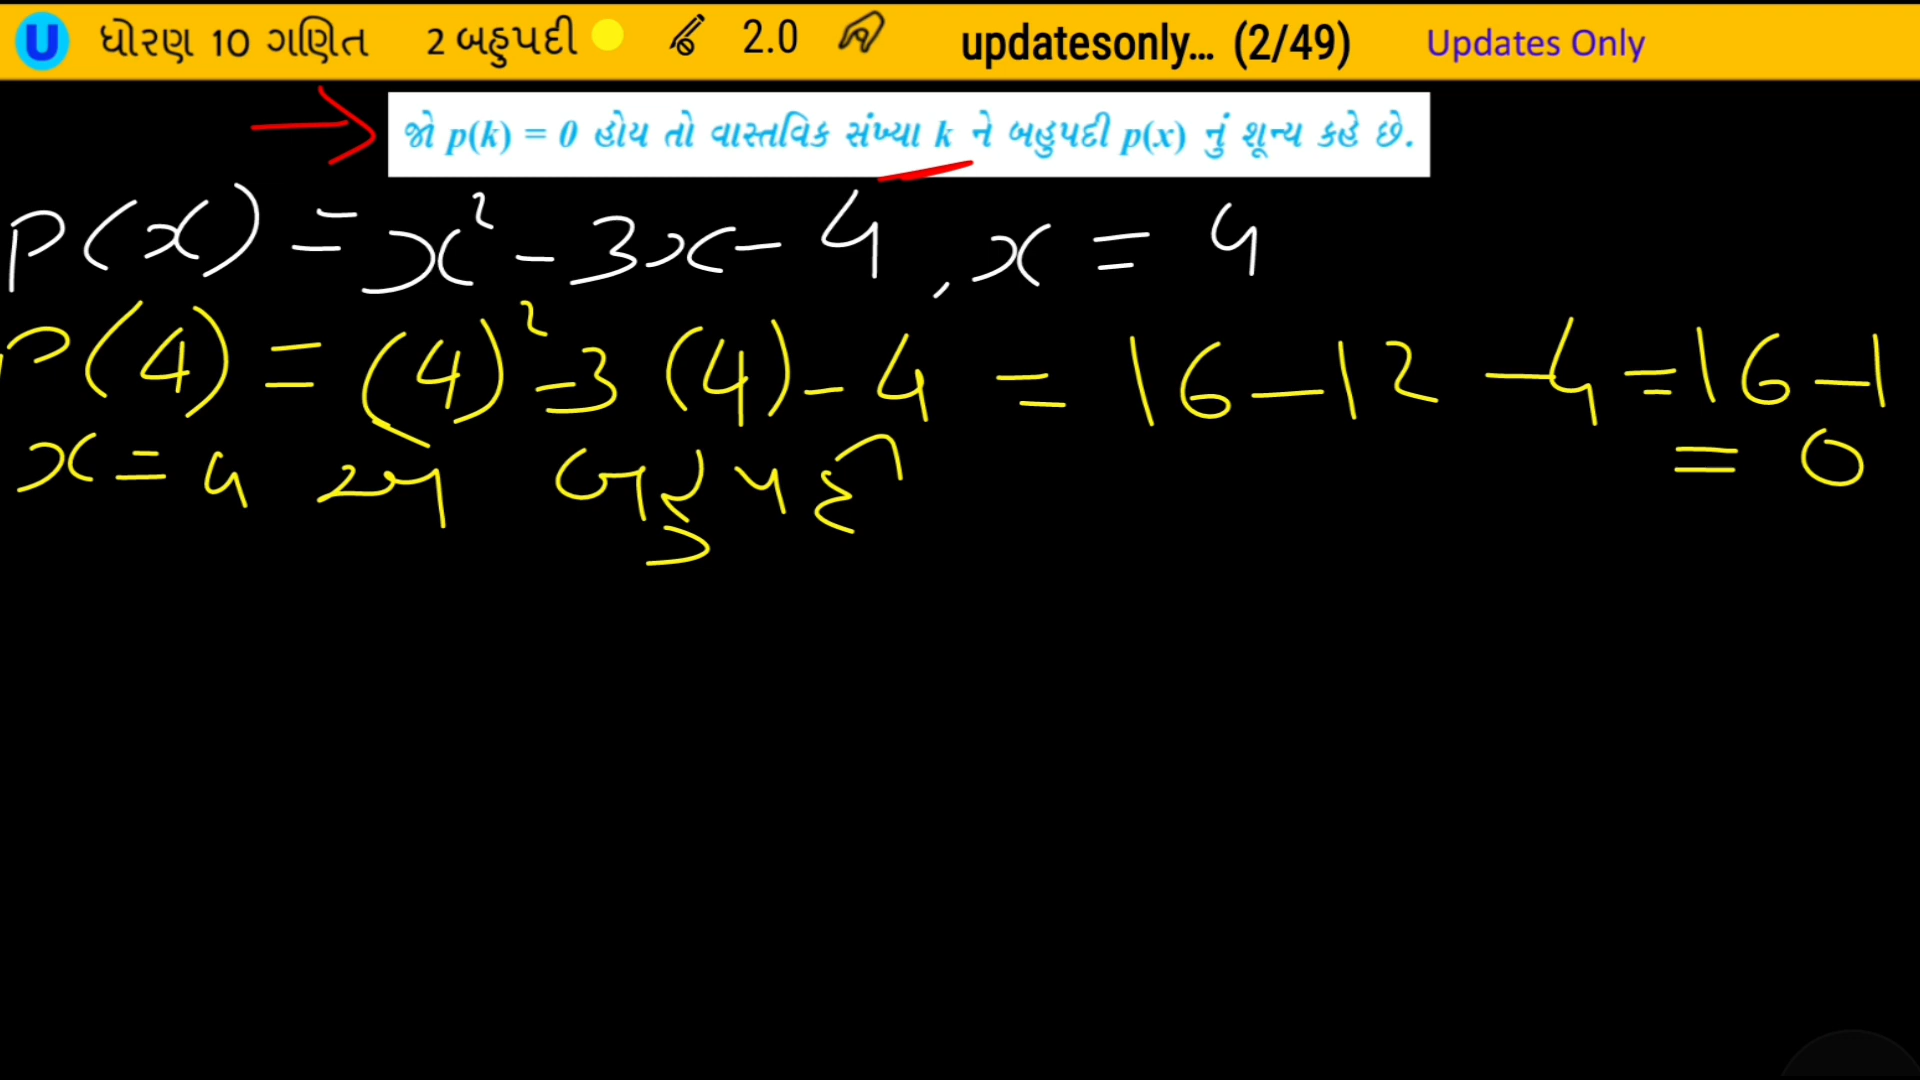 U ધોરણ 10 ગણિત 2 બહુપદી 2.0 updatesonly... (2/49) Updates Only
જો p(k) = 0 હોય તો વાસ્તવિક સંખ્યા k ને બહુપદી p(x) નું શૂન્ય કહે છે.
P(x) = x² - 3x - 4, x = 4
P(4) = (4)² - 3 (4) - 4 = 16 - 12 - 4 = 16 - 1
= 0
x = 4 એ બહુપદી